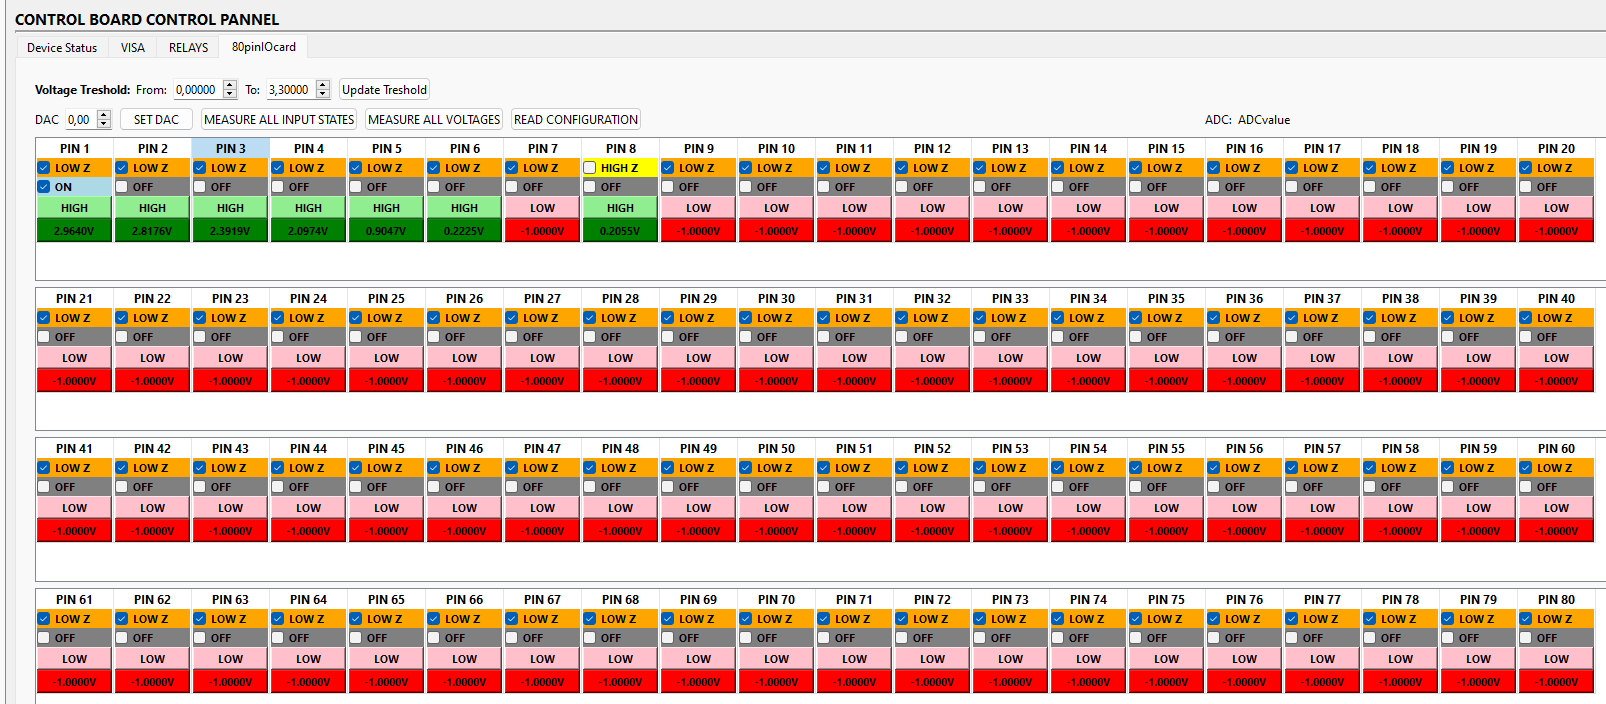 CONTROL BOARD CONTROL PANNEL
Device Status VISA RELAYS 80pinIOcard
Voltage Treshold: From: 0,00000 To: 3,30000 Update Treshold
DAC 0,00 SET DAC MEASURE ALL INPUT STATES MEASURE ALL VOLTAGES READ CONFIGURATION ADC: ADCvalue
PIN 1 PIN 2 PIN 3 PIN 4 PIN 5 PIN 6 PIN 7 PIN 8 PIN 9 PIN 10 PIN 11 PIN 12 PIN 13 PIN 14 PIN 15 PIN 16 PIN 17 PIN 18 PIN 19 PIN 20
LOW Z LOW Z LOW Z LOW Z LOW Z LOW Z LOW Z HIGH Z LOW Z LOW Z LOW Z LOW Z LOW Z LOW Z LOW Z LOW Z LOW Z LOW Z LOW Z LOW Z
ON OFF OFF OFF OFF OFF OFF OFF OFF OFF OFF OFF OFF OFF OFF OFF OFF OFF OFF OFF
HIGH HIGH HIGH HIGH HIGH HIGH LOW HIGH LOW LOW LOW LOW LOW LOW LOW LOW LOW LOW LOW LOW
2.9640V 2.8176V 2.3919V 2.0974V 0.9047V 0.2225V -1.0000V 0.2055V -1.0000V -1.0000V -1.0000V -1.0000V -1.0000V -1.0000V -1.0000V -1.0000V -1.0000V -1.0000V -1.0000V -1.0000V
PIN 21 PIN 22 PIN 23 PIN 24 PIN 25 PIN 26 PIN 27 PIN 28 PIN 29 PIN 30 PIN 31 PIN 32 PIN 33 PIN 34 PIN 35 PIN 36 PIN 37 PIN 38 PIN 39 PIN 40
LOW Z LOW Z LOW Z LOW Z LOW Z LOW Z LOW Z LOW Z LOW Z LOW Z LOW Z LOW Z LOW Z LOW Z LOW Z LOW Z LOW Z LOW Z LOW Z LOW Z
OFF OFF OFF OFF OFF OFF OFF OFF OFF OFF OFF OFF OFF OFF OFF OFF OFF OFF OFF OFF
LOW LOW LOW LOW LOW LOW LOW LOW LOW LOW LOW LOW LOW LOW LOW LOW LOW LOW LOW LOW
-1.0000V -1.0000V -1.0000V -1.0000V -1.0000V -1.0000V -1.0000V -1.0000V -1.0000V -1.0000V -1.0000V -1.0000V -1.0000V -1.0000V -1.0000V -1.0000V -1.0000V -1.0000V -1.0000V -1.0000V
PIN 41 PIN 42 PIN 43 PIN 44 PIN 45 PIN 46 PIN 47 PIN 48 PIN 49 PIN 50 PIN 51 PIN 52 PIN 53 PIN 54 PIN 55 PIN 56 PIN 57 PIN 58 PIN 59 PIN 60
LOW Z LOW Z LOW Z LOW Z LOW Z LOW Z LOW Z LOW Z LOW Z LOW Z LOW Z LOW Z LOW Z LOW Z LOW Z LOW Z LOW Z LOW Z LOW Z LOW Z
OFF OFF OFF OFF OFF OFF OFF OFF OFF OFF OFF OFF OFF OFF OFF OFF OFF OFF OFF OFF
LOW LOW LOW LOW LOW LOW LOW LOW LOW LOW LOW LOW LOW LOW LOW LOW LOW LOW LOW LOW
-1.0000V -1.0000V -1.0000V -1.0000V -1.0000V -1.0000V -1.0000V -1.0000V -1.0000V -1.0000V -1.0000V -1.0000V -1.0000V -1.0000V -1.0000V -1.0000V -1.0000V -1.0000V -1.0000V -1.0000V
PIN 61 PIN 62 PIN 63 PIN 64 PIN 65 PIN 66 PIN 67 PIN 68 PIN 69 PIN 70 PIN 71 PIN 72 PIN 73 PIN 74 PIN 75 PIN 76 PIN 77 PIN 78 PIN 79 PIN 80
LOW Z LOW Z LOW Z LOW Z LOW Z LOW Z LOW Z LOW Z LOW Z LOW Z LOW Z LOW Z LOW Z LOW Z LOW Z LOW Z LOW Z LOW Z LOW Z LOW Z
OFF OFF OFF OFF OFF OFF OFF OFF OFF OFF OFF OFF OFF OFF OFF OFF OFF OFF OFF OFF
LOW LOW LOW LOW LOW LOW LOW LOW LOW LOW LOW LOW LOW LOW LOW LOW LOW LOW LOW LOW
-1.0000V -1.0000V -1.0000V -1.0000V -1.0000V -1.0000V -1.0000V -1.0000V -1.0000V -1.0000V -1.0000V -1.0000V -1.0000V -1.0000V -1.0000V -1.0000V -1.0000V -1.0000V -1.0000V -1.0000V